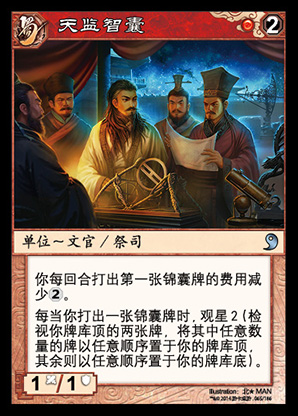 蜀 天监智囊 2
单位～文官／祭司
你每回合打出第一张锦囊牌的费用减
少2。
每当你打出一张锦囊牌时，观星2（检
视你牌库顶的两张牌，将其中任意数
量的牌以任意顺序置于你的牌库顶，
其余则以任意顺序置于你的牌库底）。
1/1
Illustration：北★MAN
065/166